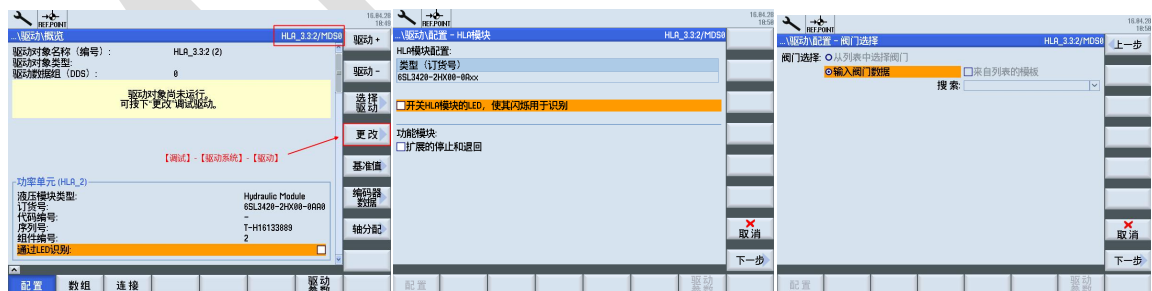 REF.POINT
16.04.20
18:49
...\驱动\概览
HLA_3.3:2/MDS0
驱动对象名称（编号）:
HLA_3.3:2 (2)
驱动对象类型:
驱动数据组（DDS）:
0
驱动对象尚未运行。
可按下"更改"调试驱动。
【调试】-【驱动系统】-【驱动】
功率单元 (HLA_2)
液压模块类型:
Hydraulic Module
订货号:
6SL3420-2HX00-0AA0
代码编号:
-
序列号:
T-H16133889
组件编号:
2
通过LED识别:
驱动+
驱动-
选择
驱动
更改
基准值
编码器
数据
轴分配
配置
数组
连接
驱动
参数
REF.POINT
16.04.20
18:50
...\驱动\配置 - HLA模块
HLA_3.3:2/MDS0
HLA模块配置:
类型（订货号）
6SL3420-2HX00-0Axx
开关HLA模块的LED，使其闪烁用于识别
功能模块:
扩展的停止和退回
取消
下一步
配置
驱动
参数
REF.POINT
16.04.20
18:50
...\驱动\配置 - 阀门选择
HLA_3.3:2/MDS0
阀门选择:
从列表中选择阀门
输入阀门数据
来自列表的模板
搜索:
上一步
取消
下一步
配置
驱动
参数